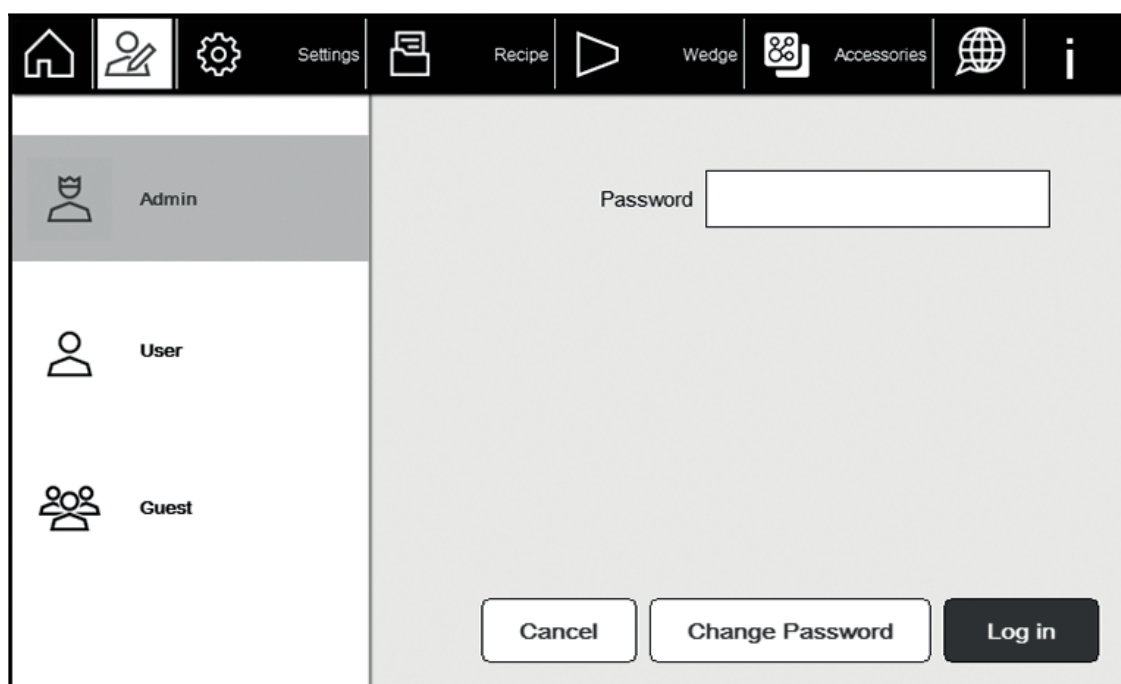 Settings Recipe Wedge Accessories i
Admin
Password
User
Guest
Cancel Change Password Log in